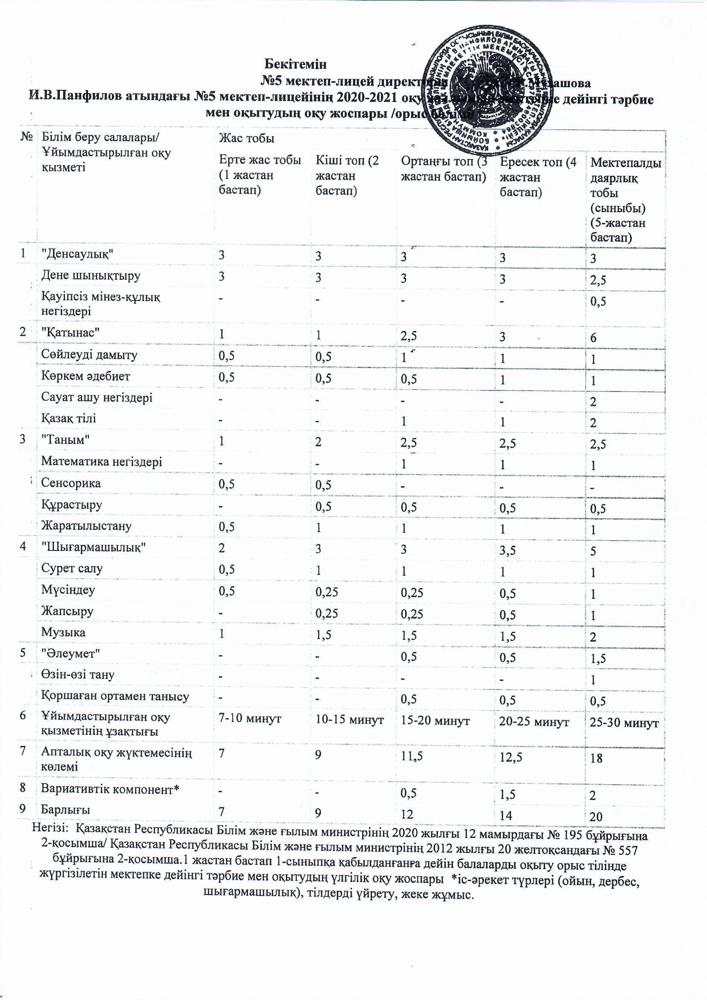 Бекітемін
№5 мектеп-лицей директоры Мұқашова
И.В.Панфилов атындағы №5 мектеп-лицейінің 2020-2021 оқу дейінгі тәрбие
мен оқытудың оқу жоспары /орыс бөлімі/
№ Білім беру салалары/ Жас тобы
Ұйымдастырылған оқу
қызметі
Ерте жас тобы Кіші топ (2 Ортаңғы топ (3 Ересек топ (4 Мектепалды
(1 жастан жастан жастан бастап) жастан даярлық
бастап) бастап) бастап) тобы
(сыныбы)
(5-жастан
бастап)
1 "Денсаулық" 3 3 3 3 3
Дене шынықтыру 3 3 3 3 2,5
Қауіпсіз мінез-құлық - - - - 0,5
негіздері
2 "Қатынас" 1 1 2,5 3 6
Сөйлеуді дамыту 0,5 0,5 1 1 1
Көркем әдебиет 0,5 0,5 0,5 1 1
Сауат ашу негіздері - - - - 2
Қазақ тілі - - 1 1 2
3 "Таным" 1 2 2,5 2,5 2,5
Математика негіздері - - 1 1 1
Сенсорика 0,5 0,5 - - -
Құрастыру - 0,5 0,5 0,5 0,5
Жаратылыстану 0,5 1 1 1 1
4 "Шығармашылық" 2 3 3 3,5 5
Сурет салу 0,5 1 1 1 1
Мүсіндеу 0,5 0,25 0,25 0,5 1
Жапсыру - 0,25 0,25 0,5 1
Музыка 1 1,5 1,5 1,5 2
5 "Әлеумет" - - 0,5 0,5 1,5
Өзін-өзі тану - - - - 1
Қоршаған ортамен танысу - - 0,5 0,5 0,5
6 Ұйымдастырылған оқу 7-10 минут 10-15 минут 15-20 минут 20-25 минут 25-30 минут
қызметінің ұзақтығы
7 Апталық оқу жүктемесінің 7 9 11,5 12,5 18
көлемі
8 Вариативтік компонент* - - 0,5 1,5 2
9 Барлығы 7 9 12 14 20
Негізі: Қазақстан Республикасы Білім және ғылым министрінің 2020 жылғы 12 мамырдағы № 195 бұйрығына
2-қосымша/ Қазақстан Республикасы Білім және ғылым министрінің 2012 жылғы 20 желтоқсандағы № 557
бұйрығына 2-қосымша.1 жастан бастап 1-сыныпқа қабылданғанға дейін балаларды оқыту орыс тілінде
жүргізілетін мектепке дейінгі тәрбие мен оқытудың үлгілік оқу жоспары *іс-әрекет түрлері (ойын, дербес,
шығармашылық), тілдерді үйрету, жеке жұмыс.